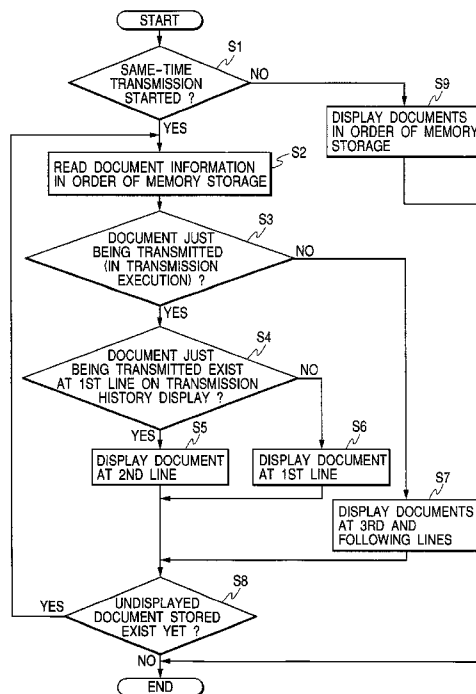 START
S1
SAME-TIME
TRANSMISSION
STARTED ?
NO
YES
S9
DISPLAY DOCUMENTS
IN ORDER OF MEMORY
STORAGE
S2
READ DOCUMENT INFORMATION
IN ORDER OF MEMORY STORAGE
S3
DOCUMENT JUST
BEING TRANSMITTED
(IN TRANSMISSION
EXECUTION) ?
NO
YES
S4
DOCUMENT JUST
BEING TRANSMITTED EXIST
AT 1ST LINE ON TRANSMISSION
HISTORY DISPLAY ?
NO
YES
S5
DISPLAY DOCUMENT
AT 2ND LINE
S6
DISPLAY DOCUMENT
AT 1ST LINE
S7
DISPLAY DOCUMENTS
AT 3RD AND
FOLLOWING LINES
S8
YES
UNDISPLAYED
DOCUMENT STORED
EXIST YET ?
NO
END